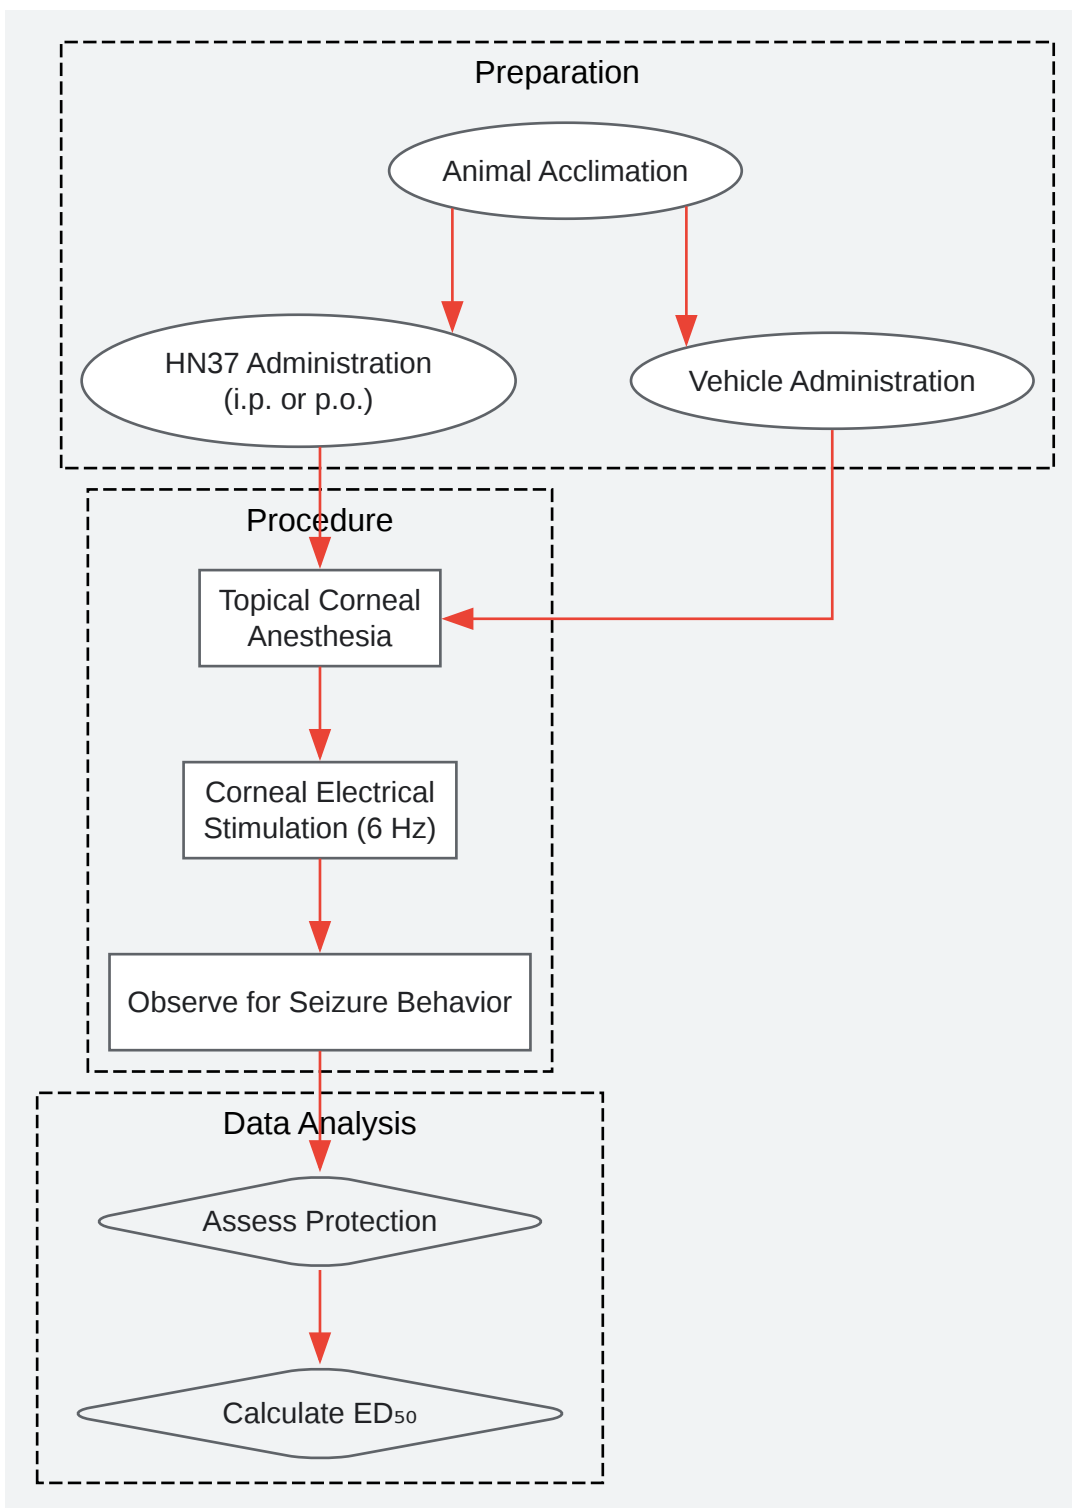 Preparation
Animal Acclimation
HN37 Administration
(i.p. or p.o.)
Vehicle Administration
Procedure
Topical Corneal
Anesthesia
Corneal Electrical
Stimulation (6 Hz)
Observe for Seizure Behavior
Data Analysis
Assess Protection
Calculate ED₅₀